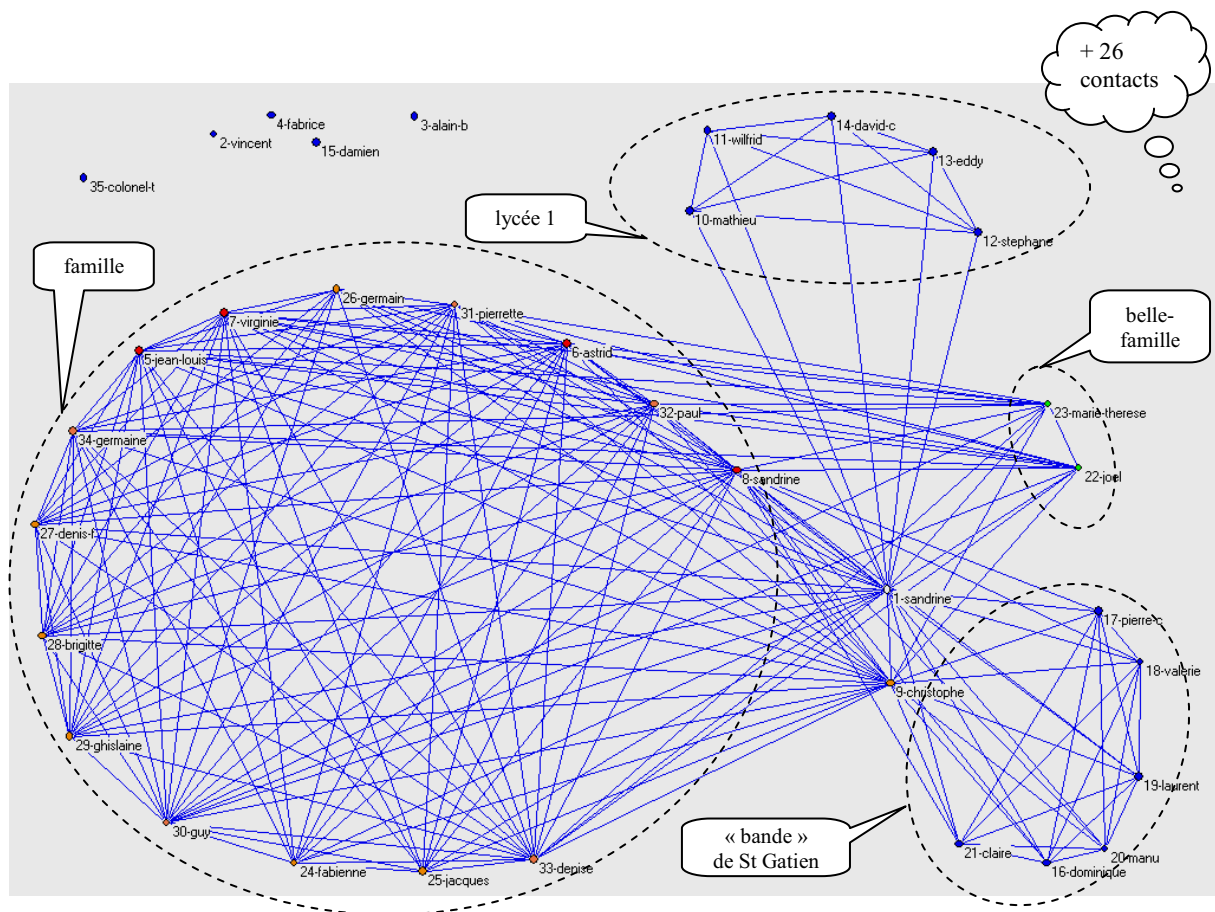 + 26
contacts
4-fabrice
3-alain-b
2-vincent
15-damien
35-colonel-t
14-david-c
11-wilfrid
13-eddy
10-mathieu
12-stephane
lycée 1
famille
26-germain
7-virginie
31-pierrette
5-jean-louis
6-astrid
belle-
famille
32-paul
23-marie-therese
34-germaine
8-sandrine
22-joel
27-denis-f
1-sandrine
17-pierre-c
28-brigitte
18-valerie
9-christophe
29-ghislaine
19-laurent
30-guy
« bande »
de St Gatien
21-claire
20-manu
16-dominique
24-fabienne
25-jacques
33-denise